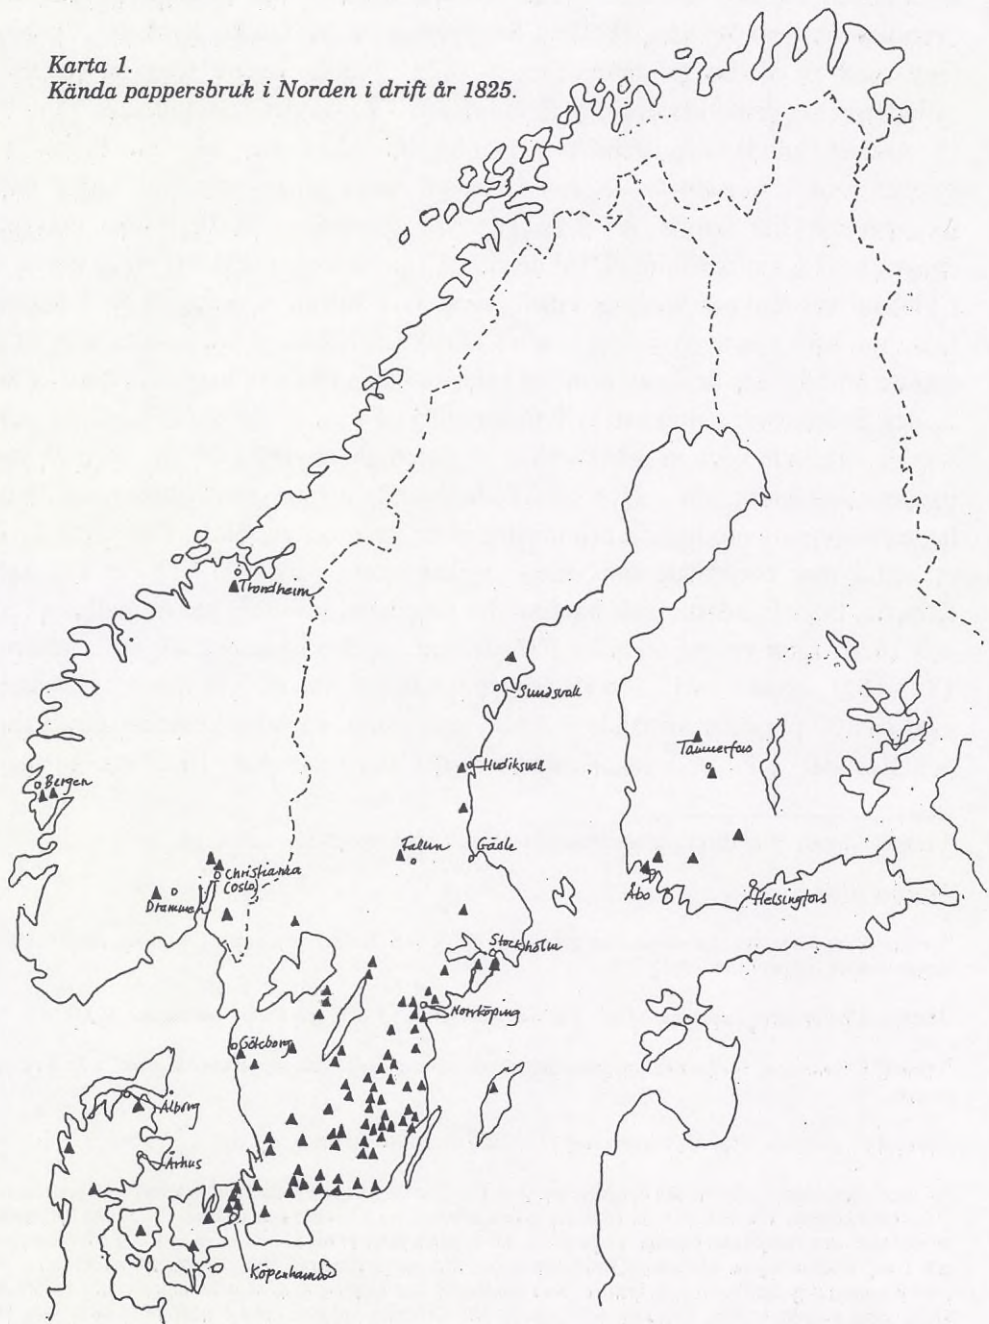 Karta 1.
Kända pappersbruk i Norden i drift år 1825.
Trondheim
Sundsvall
Tammerfors
Hudiksvall
Bergen
Falun
Gävle
Christiania
(Oslo)
Drammen
Åbo
Helsingfors
Stockholm
Norrköping
Göteborg
Ålborg
Århus
Köpenhamn